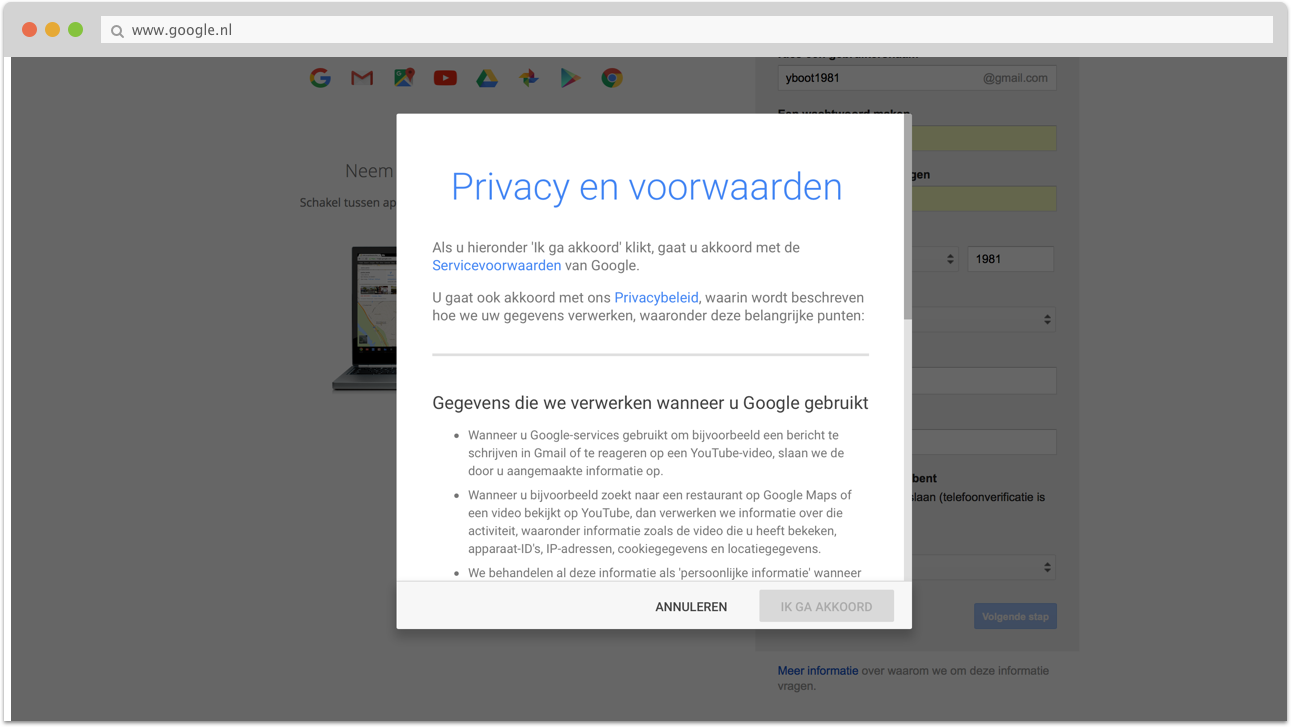 www.google.nl
yboot1981
@gmail.com
Een wachtwoord maken
gen
Neem
Schakel tussen ap
1981
Privacy en voorwaarden
Als u hieronder 'Ik ga akkoord' klikt, gaat u akkoord met de
Servicevoorwaarden van Google.
U gaat ook akkoord met ons Privacybeleid, waarin wordt beschreven
hoe we uw gegevens verwerken, waaronder deze belangrijke punten:
Gegevens die we verwerken wanneer u Google gebruikt
Wanneer u Google-services gebruikt om bijvoorbeeld een bericht te
schrijven in Gmail of te reageren op een YouTube-video, slaan we de
door u aangemaakte informatie op.
Wanneer u bijvoorbeeld zoekt naar een restaurant op Google Maps of
een video bekijkt op YouTube, dan verwerken we informatie over die
activiteit, waaronder informatie zoals de video die u heeft bekeken,
apparaat-ID's, IP-adressen, cookiegegevens en locatiegegevens.
We behandelen al deze informatie als 'persoonlijke informatie' wanneer
ANNULEREN
IK GA AKKOORD
bent
slaan (telefoonverificatie is
Volgende stap
Meer informatie over waarom we om deze informatie
vragen.